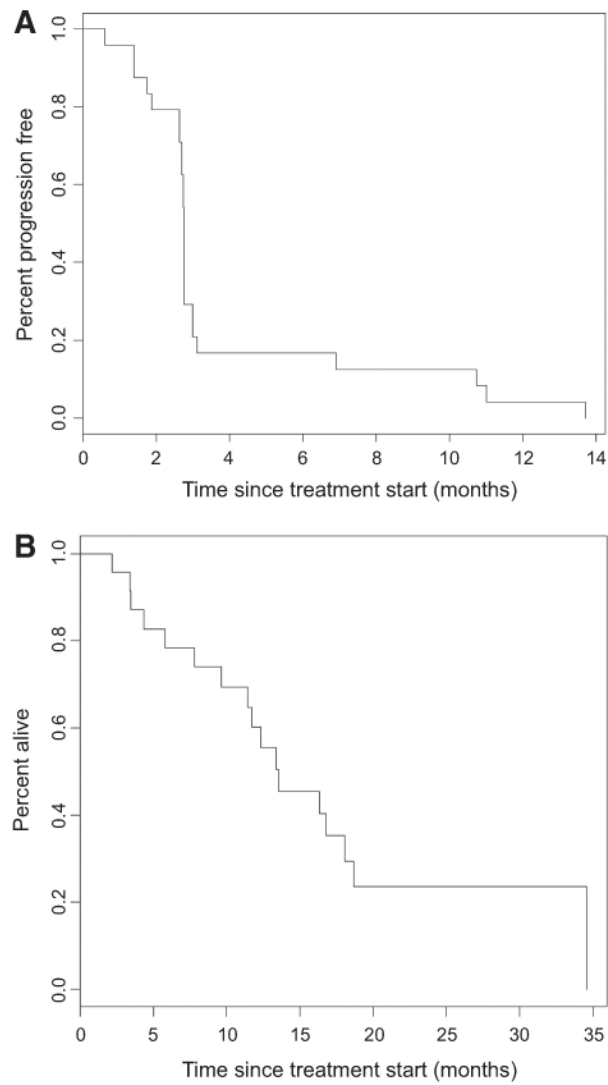 A
Percent progression free
1.0
0.8
0.6
0.4
0.2
0.0
0 2 4 6 8 10 12 14
Time since treatment start (months)
B
Percent alive
1.0
0.8
0.6
0.4
0.2
0.0
0 5 10 15 20 25 30 35
Time since treatment start (months)